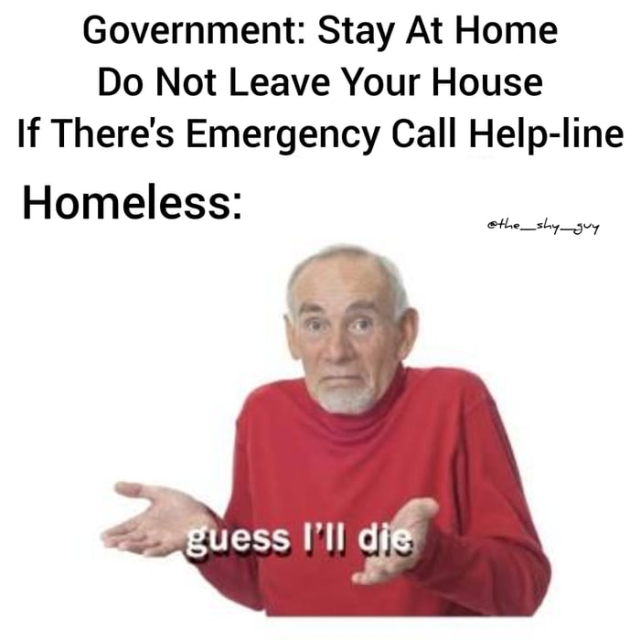 Government: Stay At Home
Do Not Leave Your House
If There's Emergency Call Help-line
Homeless:
@the_shy_guy
guess I'll die